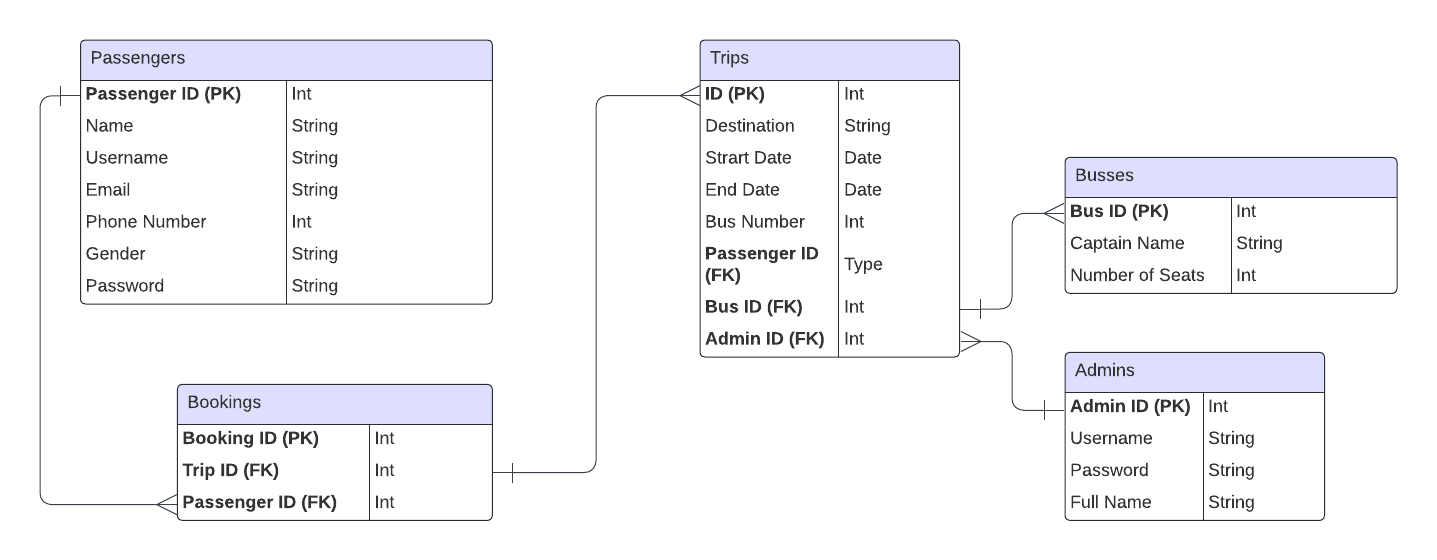 Passengers
Passenger ID (PK) Int
Name String
Username String
Email String
Phone Number Int
Gender String
Password String
Bookings
Booking ID (PK) Int
Trip ID (FK) Int
Passenger ID (FK) Int
Trips
ID (PK) Int
Destination String
Strart Date Date
End Date Date
Bus Number Int
Passenger ID
(FK) Type
Bus ID (FK) Int
Admin ID (FK) Int
Busses
Bus ID (PK) Int
Captain Name String
Number of Seats Int
Admins
Admin ID (PK) Int
Username String
Password String
Full Name String